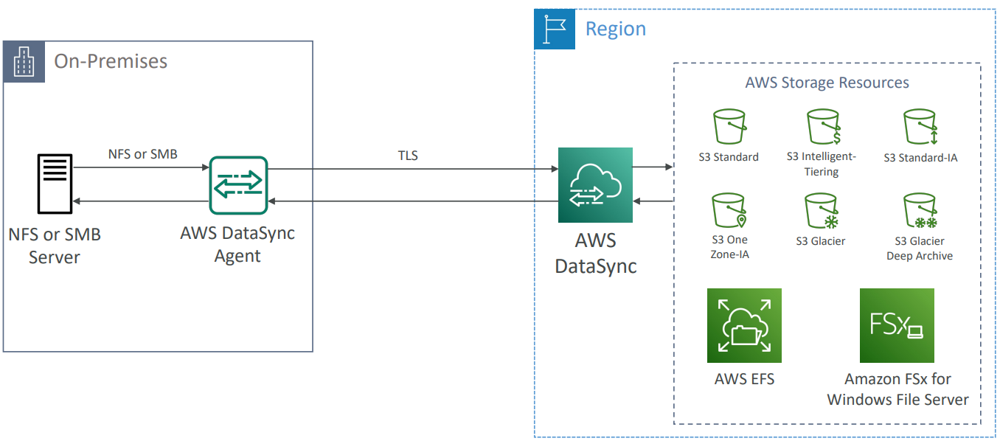 Region
On-Premises
AWS Storage Resources
S3 Standard
S3 Intelligent-
Tiering
S3 Standard-IA
NFS or SMB
TLS
S3 One
Zone-IA
S3 Glacier
S3 Glacier
Deep Archive
NFS or SMB
Server
AWS DataSync
Agent
AWS
DataSync
FSx
AWS EFS
Amazon FSx for
Windows File Server